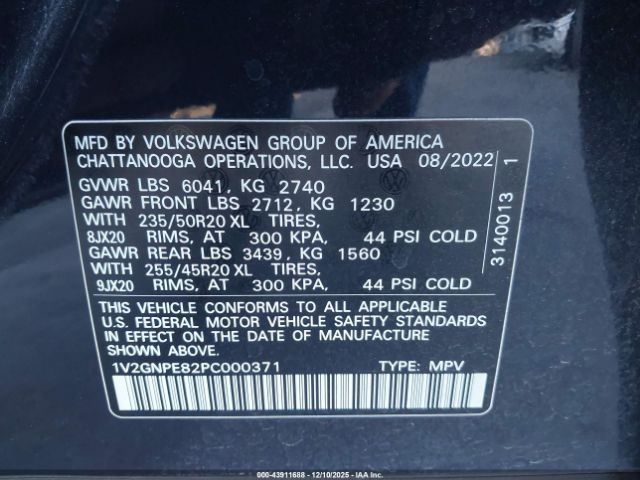 MFD BY VOLKSWAGEN GROUP OF AMERICA
CHATTANOOGA OPERATIONS, LLC. USA 08/2022
GVWR LBS 6041, KG 2740
GAWR FRONT LBS 2712, KG 1230
WITH 235/50R20 XL TIRES,
8JX20 RIMS, AT 300 KPA, 44 PSI COLD
GAWR REAR LBS 3439, KG 1560
WITH 255/45R20 XL TIRES,
9JX20 RIMS, AT 300 KPA, 44 PSI COLD
THIS VEHICLE CONFORMS TO ALL APPLICABLE
U.S. FEDERAL MOTOR VEHICLE SAFETY STANDARDS
IN EFFECT ON THE DATE OF MANUFACTURE
SHOWN ABOVE
1V2GNPE82PC000371 TYPE: MPV
3140013 1
000-43911688 - 12/10/2025 - IAAI Corp.